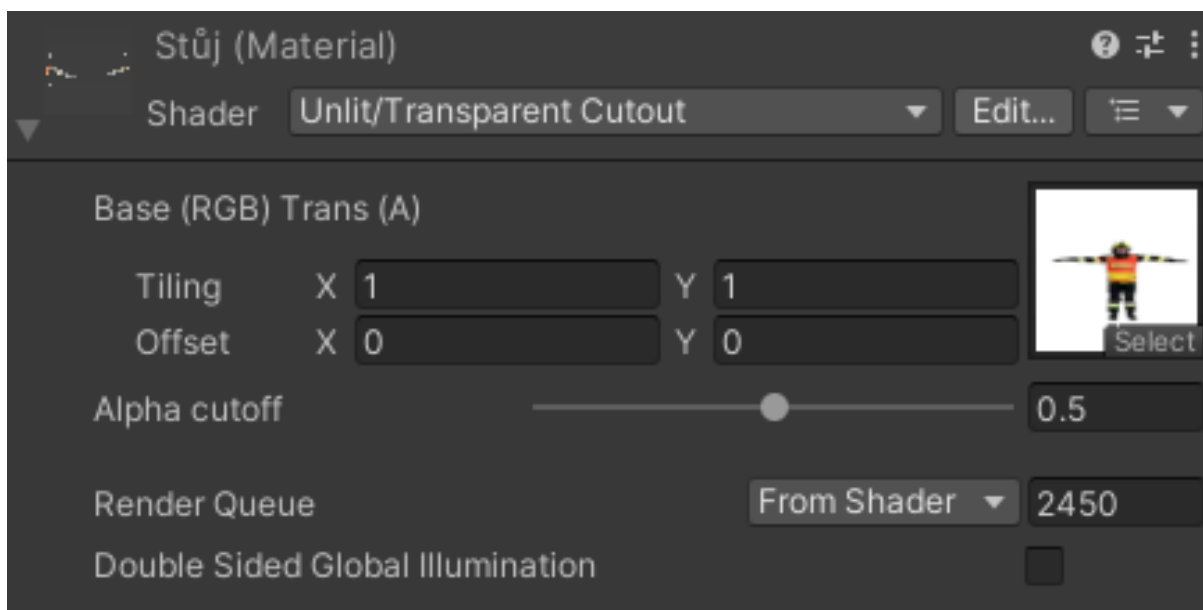 Stůj (Material)
Shader Unlit/Transparent Cutout Edit...
Base (RGB) Trans (A)
Tiling X 1 Y 1
Offset X 0 Y 0
Select
Alpha cutoff 0.5
Render Queue From Shader 2450
Double Sided Global Illumination